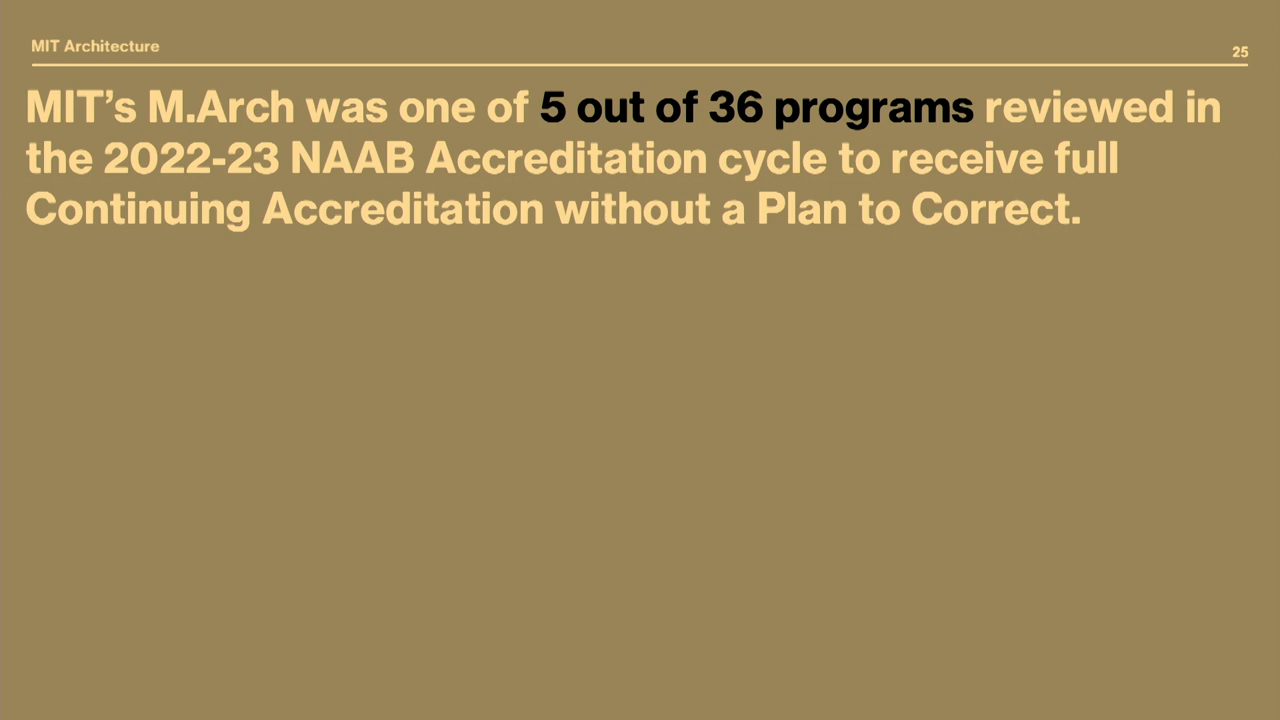 MIT Architecture
25
MIT’s M.Arch was one of 5 out of 36 programs reviewed in
the 2022-23 NAAB Accreditation cycle to receive full
Continuing Accreditation without a Plan to Correct.